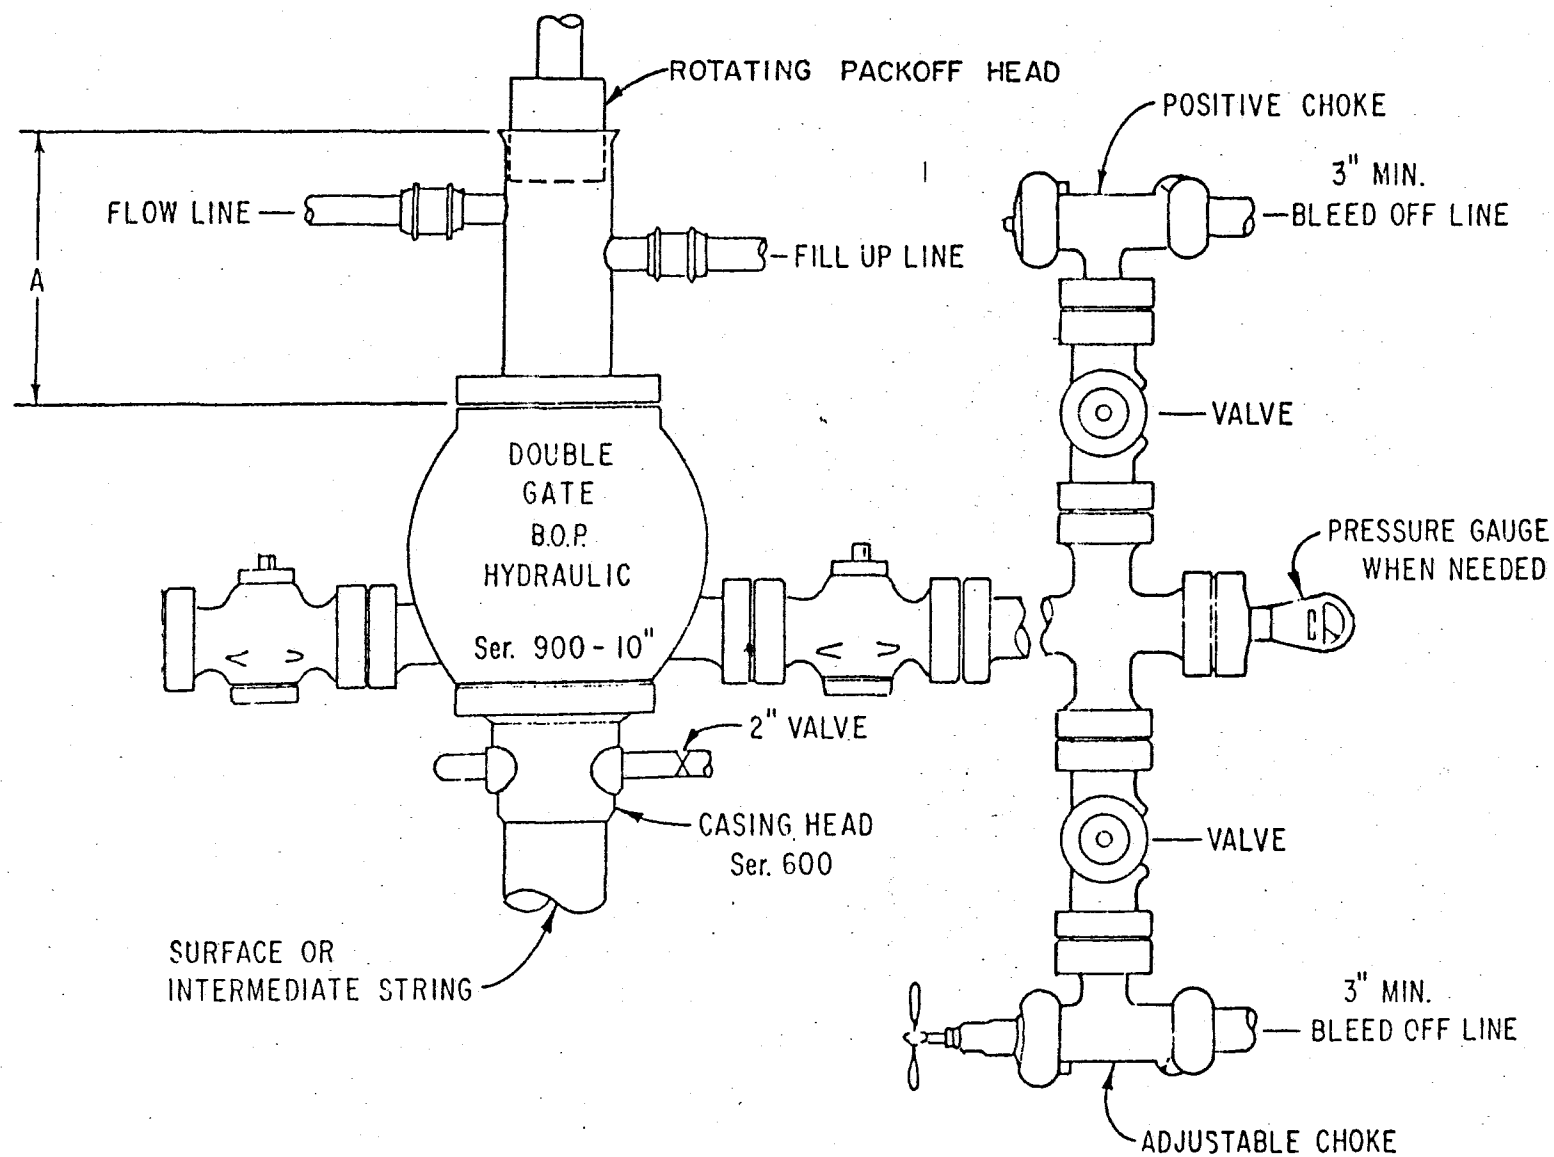 ROTATING PACKOFF HEAD
POSITIVE CHOKE
3" MIN.
BLEED OFF LINE
FLOW LINE
FILL UP LINE
A
VALVE
DOUBLE
GATE
B.O.P.
HYDRAULIC
Ser. 900-10"
PRESSURE GAUGE
WHEN NEEDED
2" VALVE
CASING HEAD
Ser. 600
VALVE
SURFACE OR
INTERMEDIATE STRING
3" MIN.
BLEED OFF LINE
ADJUSTABLE CHOKE